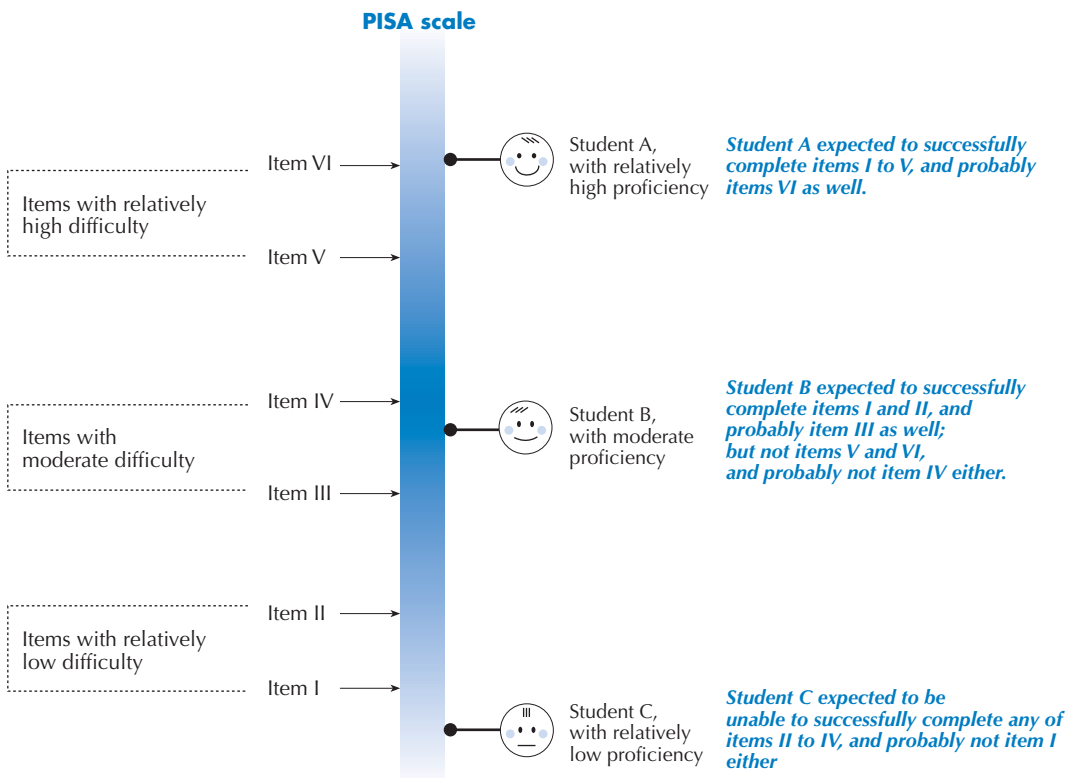 PISA scale
Item VI
Student A,
with relatively
high proficiency
Student A expected to successfully
complete items I to V, and probably
items VI as well.
Items with relatively
high difficulty
Item V
Item IV
Student B,
with moderate
proficiency
Student B expected to successfully
complete items I and II, and
probably item III as well;
but not items V and VI,
and probably not item IV either.
Items with
moderate difficulty
Item III
Item II
Items with relatively
low difficulty
Item I
Student C,
with relatively
low proficiency
Student C expected to be
unable to successfully complete any of
items II to IV, and probably not item I
either